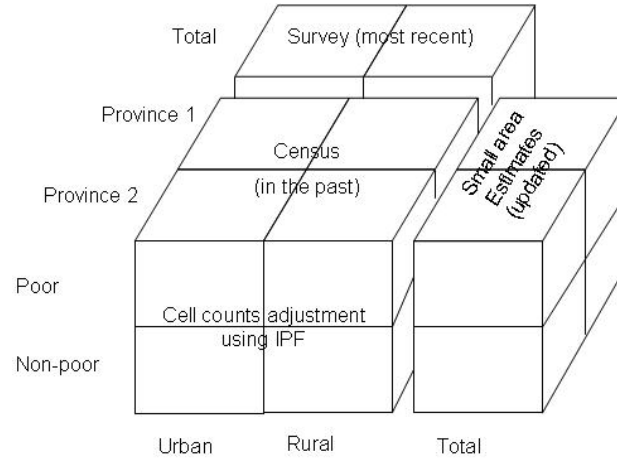 Total
Survey (most recent)
Province 1
Census
(in the past)
Small area
Estimates
(updated)
Province 2
Poor
Cell counts adjustment
using IPF
Non-poor
Urban
Rural
Total